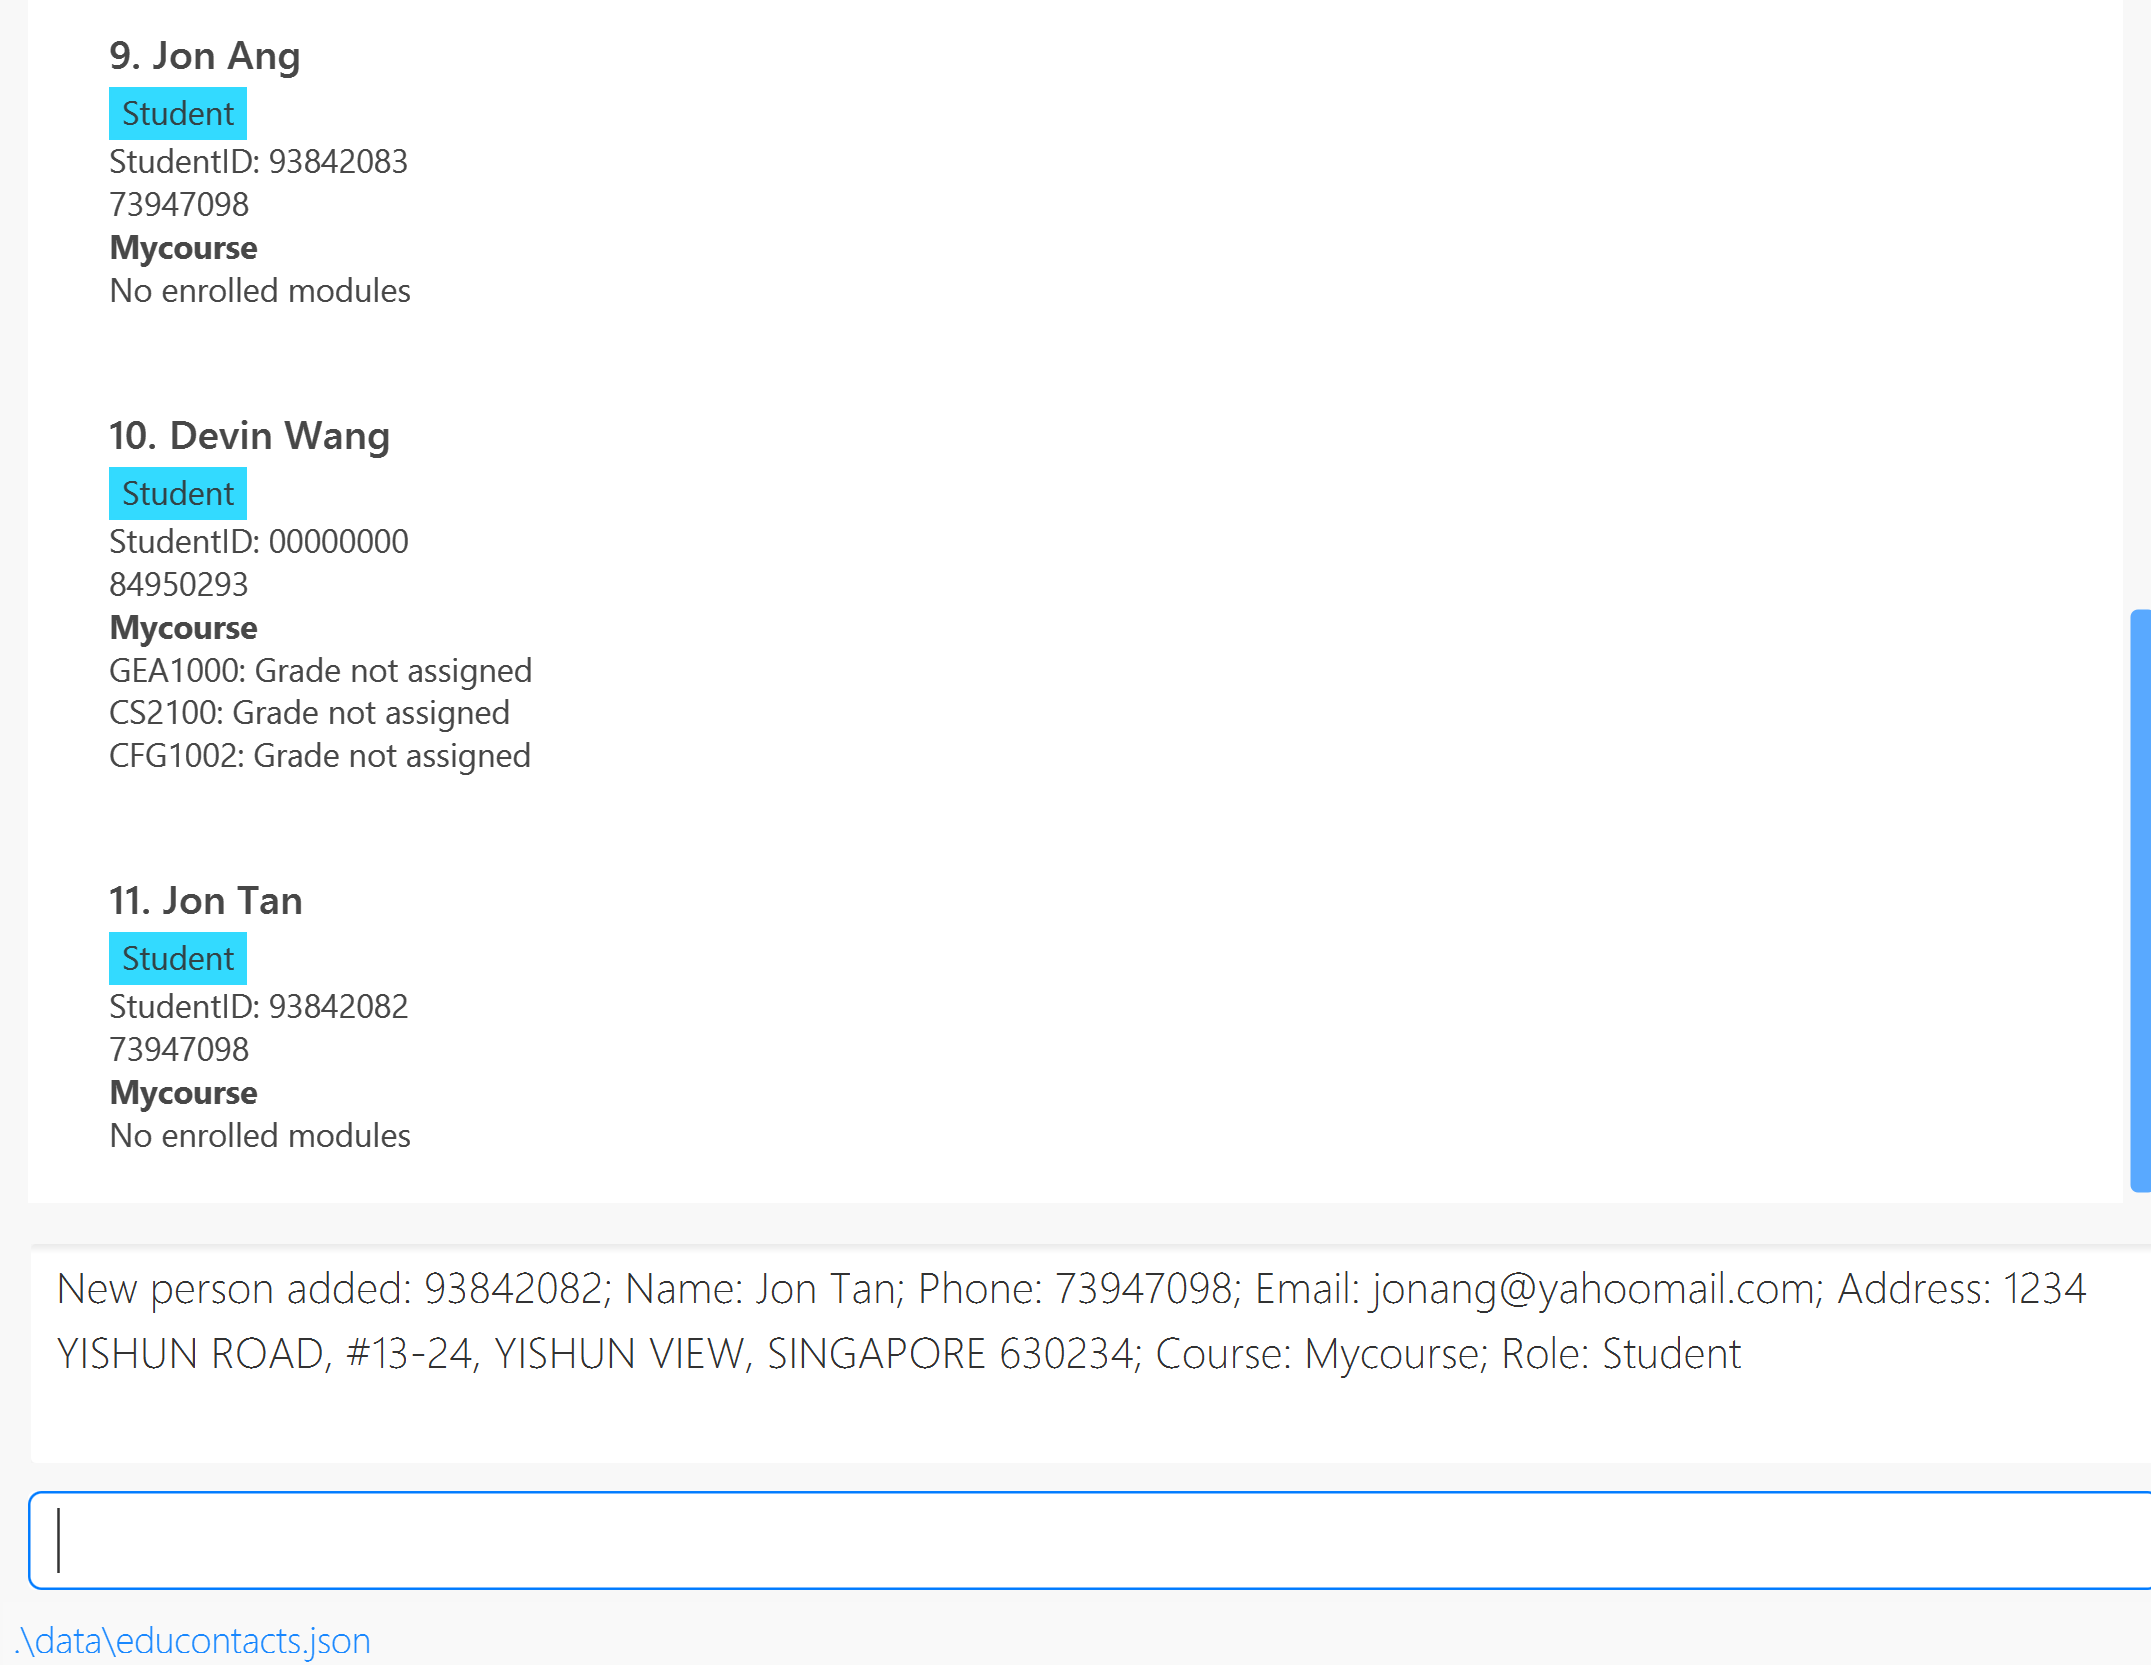 9. Jon Ang
Student
StudentID: 93842083
73947098
Mycourse
No enrolled modules
10. Devin Wang
Student
StudentID: 00000000
84950293
Mycourse
GEA1000: Grade not assigned
CS2100: Grade not assigned
CFG1002: Grade not assigned
11. Jon Tan
Student
StudentID: 93842082
73947098
Mycourse
No enrolled modules
New person added: 93842082; Name: Jon Tan; Phone: 73947098; Email: jonang@yahoomail.com; Address: 1234
YISHUN ROAD, #13-24, YISHUN VIEW, SINGAPORE 630234; Course: Mycourse; Role: Student
.\data\educontacts.json